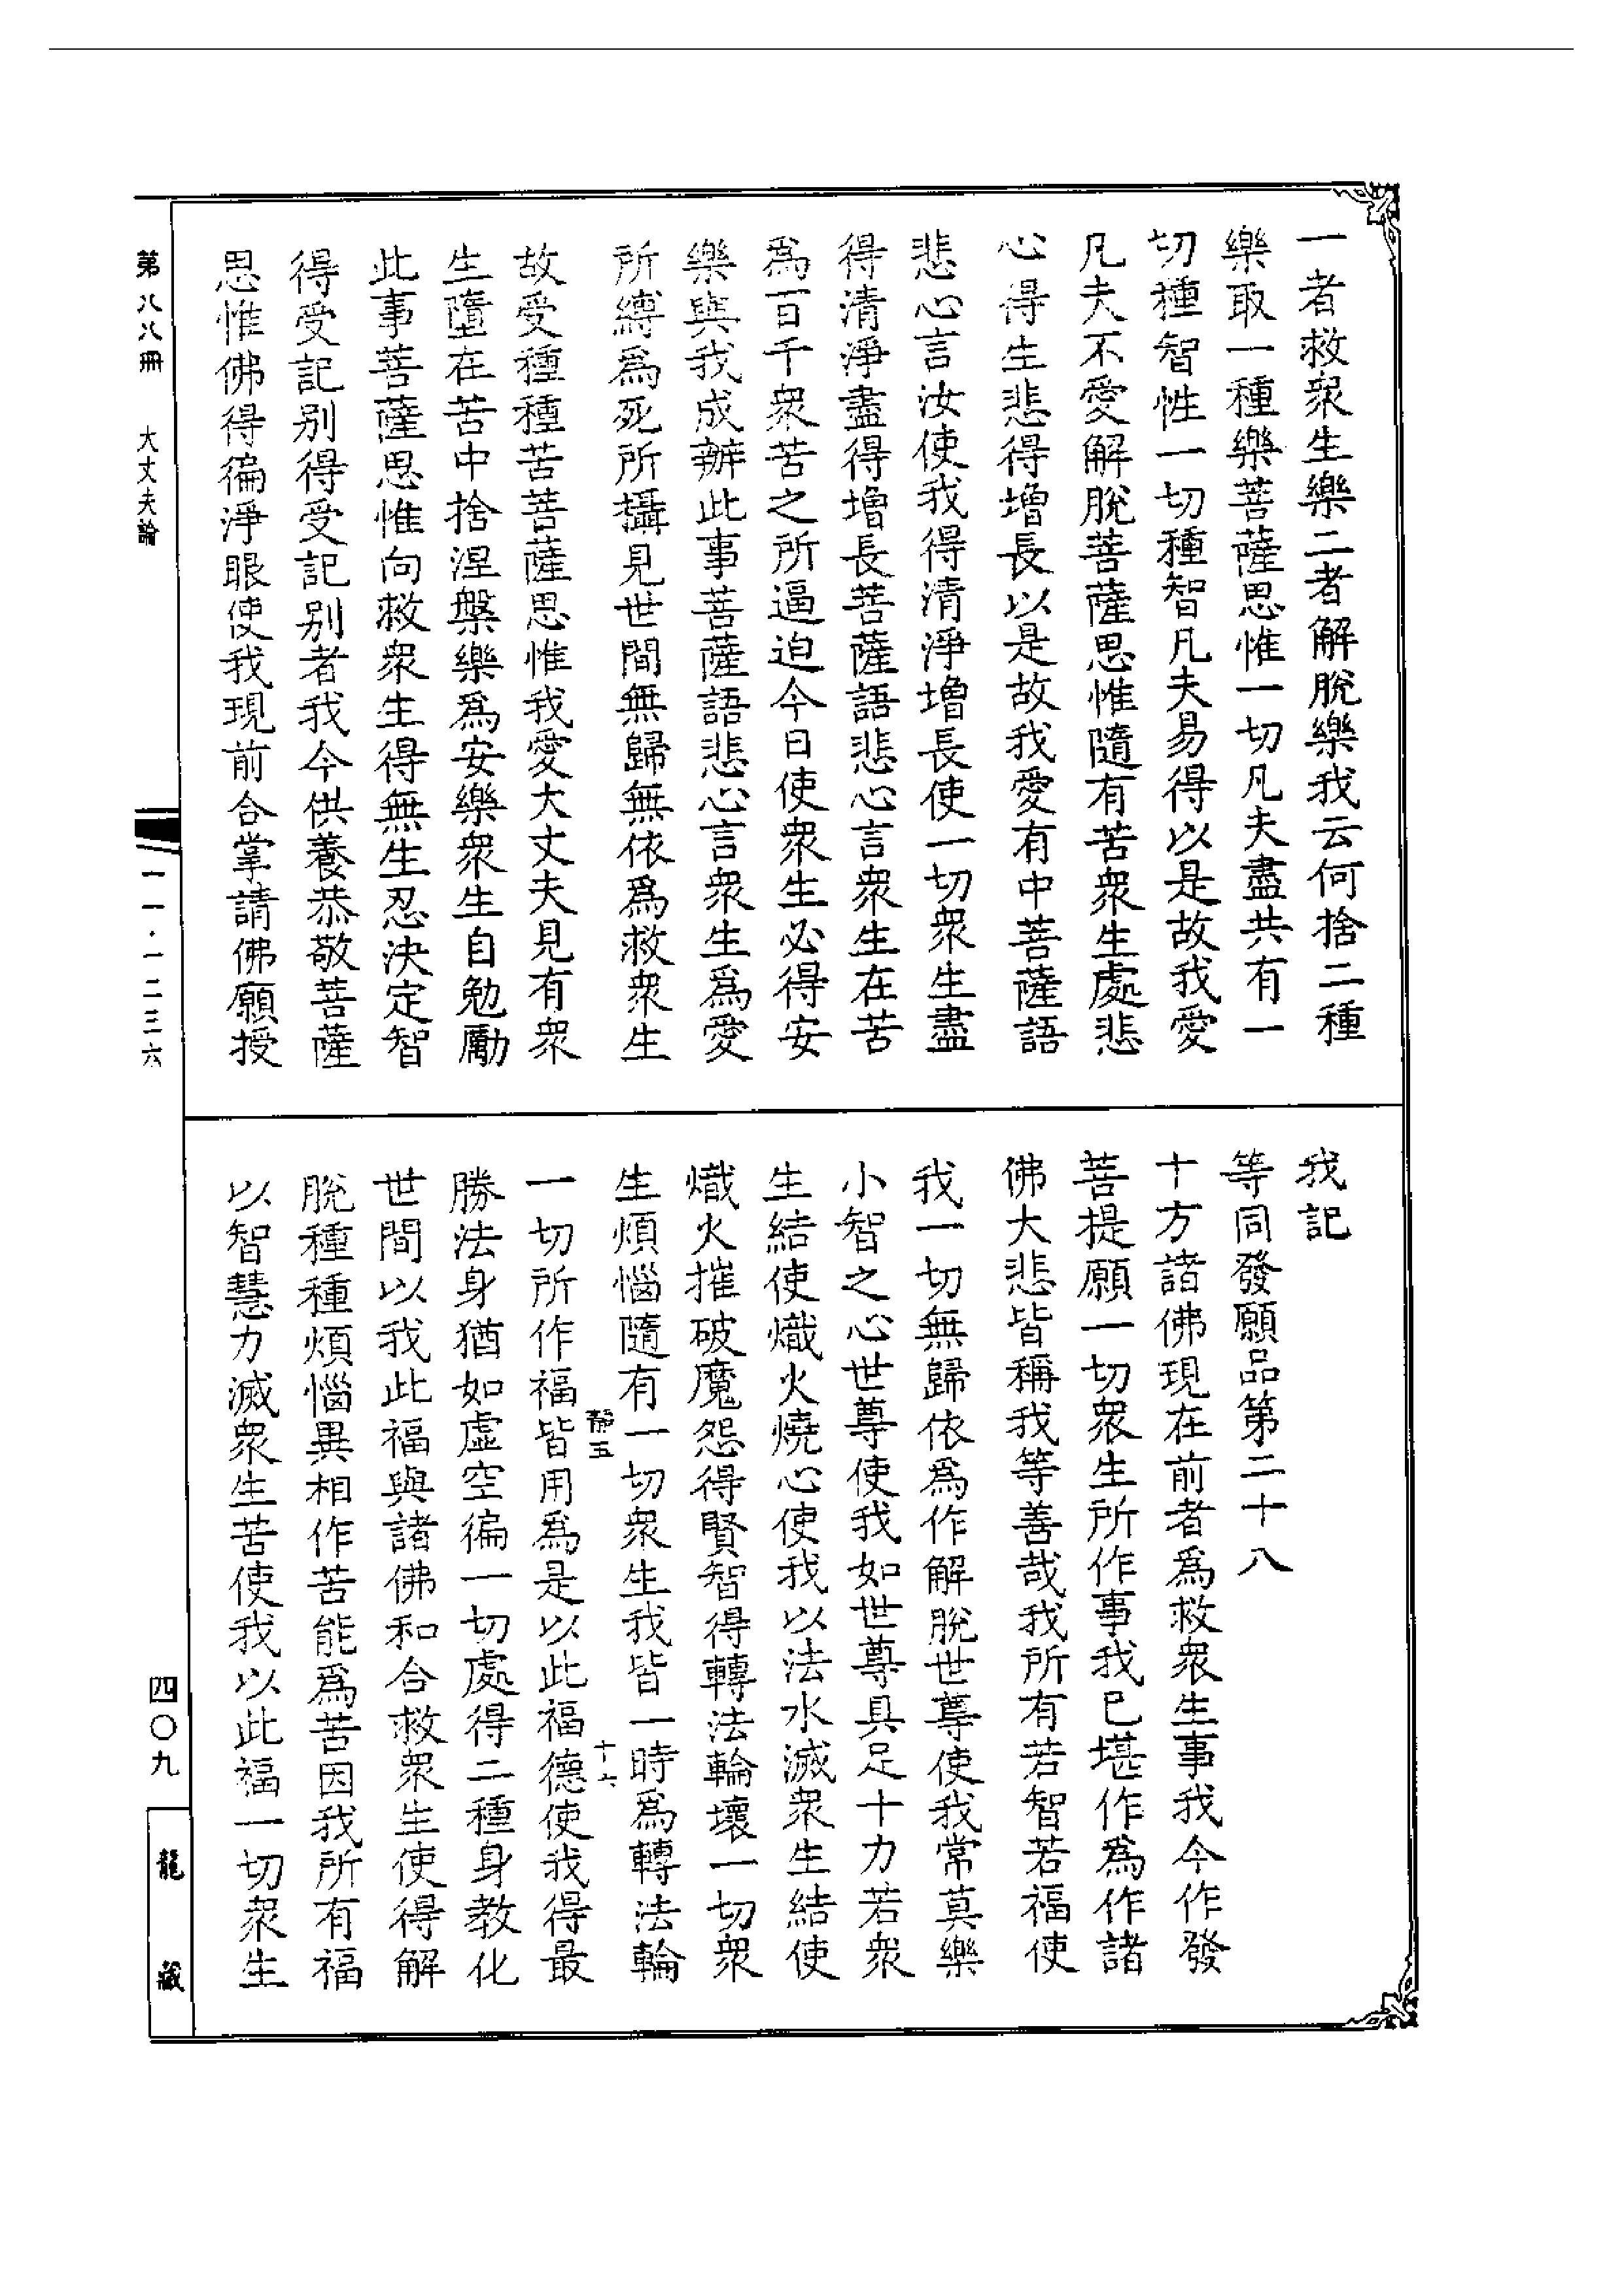 一者救衆生樂二者解脫樂我云何捨二種
樂取一種樂菩薩思惟一切凡夫盡共有一
切種智性一切種智凡夫易得以是故我愛
凡夫不愛解脫菩薩思惟隨有苦衆生處悲
心得生悲得增長以是故我愛有中菩薩語
悲心言汝使我得清淨增長使一切衆生盡
得清淨盡得增長菩薩語悲心言衆生在苦
爲百千衆苦之所逼迫今日使衆生必得安
樂與我成辦此事菩薩語悲心言衆生爲愛
所縛爲死所攝見世間無歸無依爲救衆生
故受種種苦菩薩思惟我愛大丈夫見有衆
生墮在苦中捨涅槃樂爲安樂衆生自勉勵
此事菩薩思惟向救衆生得無生忍決定智
得受記别得受記别者我今供養恭敬菩薩
思惟佛得徧淨眼使我現前合掌請佛願授
我記
等同發願品第二十八
十方諸佛現在前者爲救衆生事我今作發
菩提願一切衆生所作事我已堪作爲作諸
佛大悲皆稱我等善哉我所有若智若福使
我一切無歸依爲作解脫世尊使我常莫樂
小智之心世尊使我如世尊具足十力若衆
生結使熾火燒心使我以法水滅衆生結使
熾火摧破魔怨得賢智得轉法輪壞一切衆
生煩惱隨有一切衆生我皆一時爲轉法輪
一切所作福皆用爲是以此福德使我得最
勝法身猶如虛空徧一切處得二種身教化
世間以我此福與諸佛和合救衆生使得解
脫種種煩惱異相作苦能爲苦因我所有福
以智慧力滅衆生苦使我以此福一切衆生
靜五
十六
第八八冊 大丈夫論
一一·一二三六
四〇九
龍藏